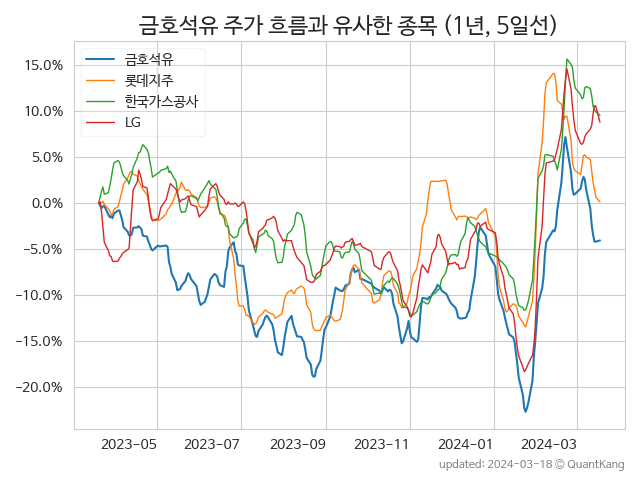 금호석유 주가 흐름과 유사한 종목 (1년, 5일선)
금호석유
롯데지주
한국가스공사
LG
15.0%
10.0%
5.0%
0.0%
-5.0%
-10.0%
-15.0%
-20.0%
2023-05 2023-07 2023-09 2023-11 2024-01 2024-03
updated: 2024-03-18 ⓒ QuantKang